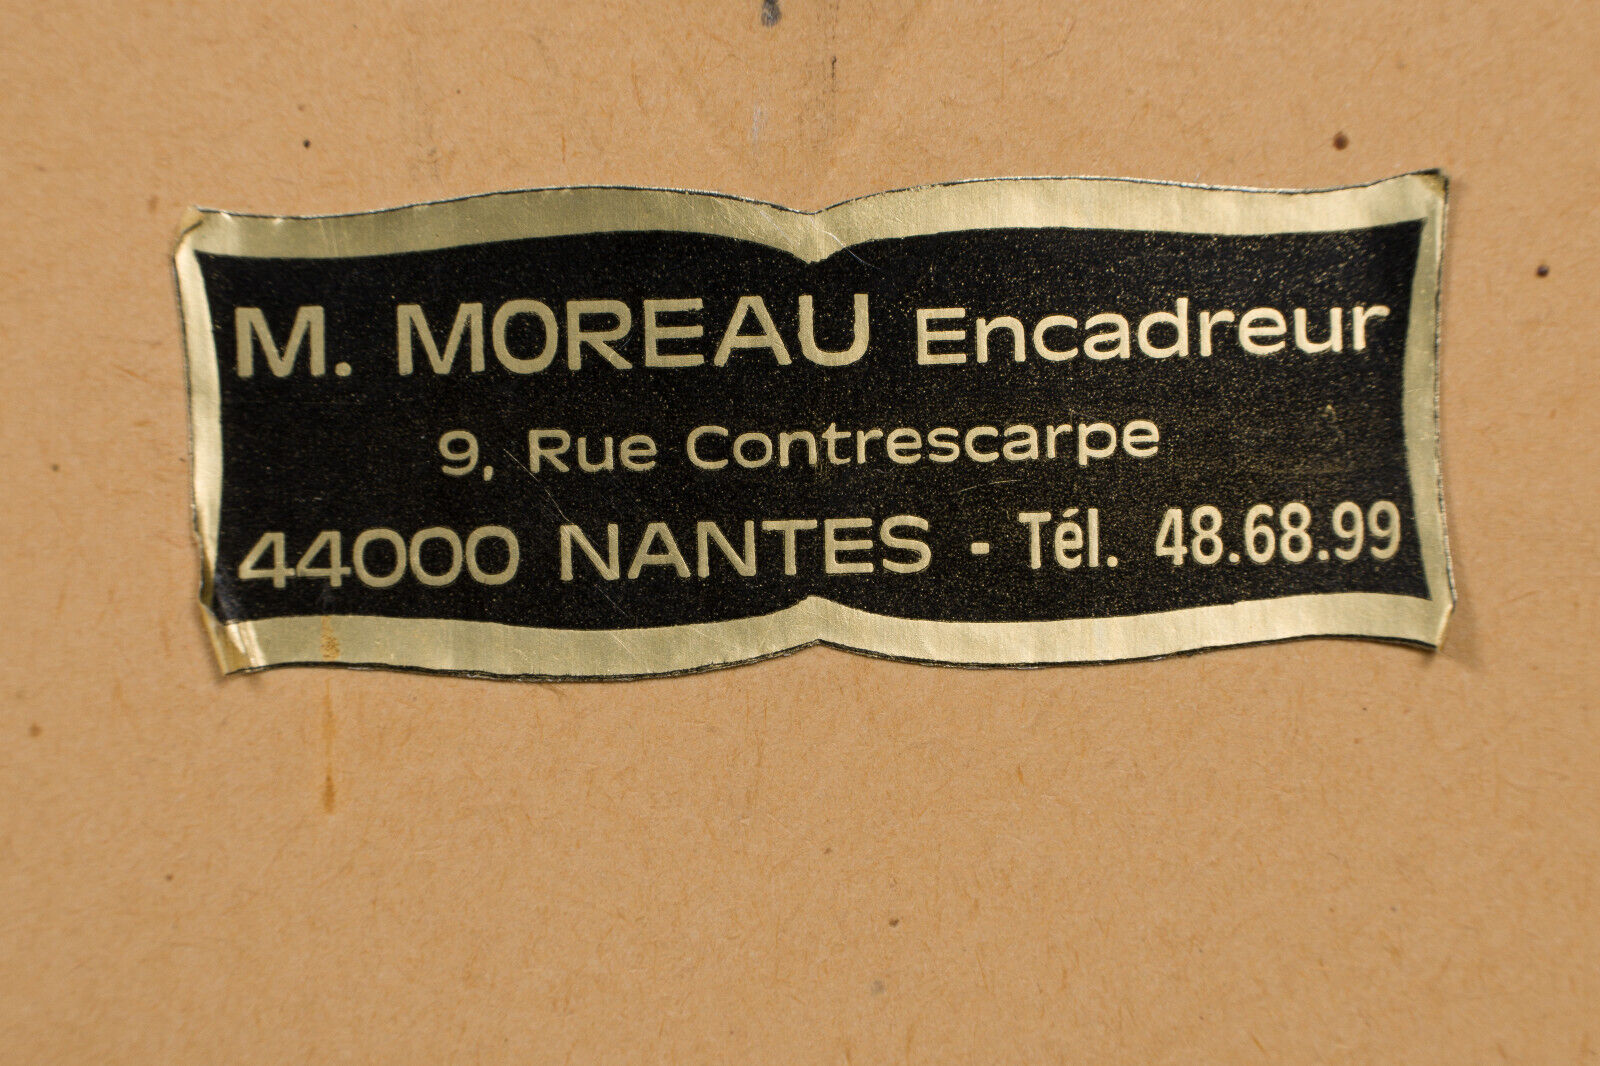 M. MOREAU Encadreur
9, Rue Contrescarpe
44000 NANTES - Tél. 48.68.99